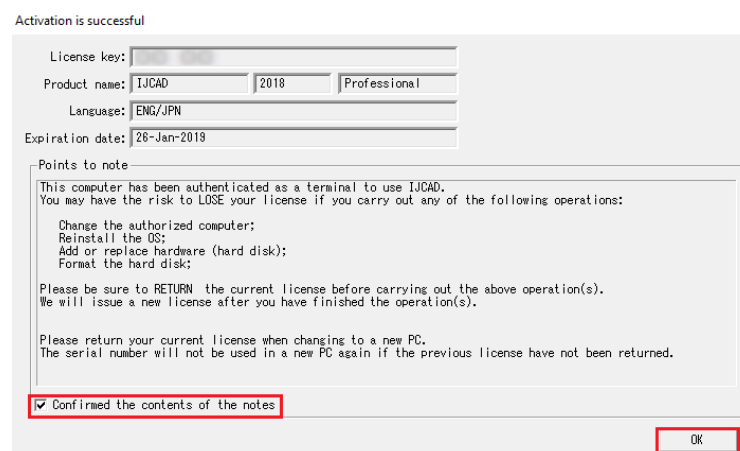 Activation is successful
License key:
Product name: IJCAD 2018 Professional
Language: ENG/JPN
Expiration date: 26-Jan-2019
Points to note
This computer has been authenticated as a terminal to use IJCAD.
You may have the risk to LOSE your license if you carry out any of the following operations:
Change the authorized computer;
Reinstall the OS;
Add or replace hardware (hard disk);
Format the hard disk;
Please be sure to RETURN the current license before carrying out the above operation(s).
We will issue a new license after you have finished the operation(s).
Please return your current license when changing to a new PC.
The serial number will not be used in a new PC again if the previous license have not been returned.
Confirmed the contents of the notes
OK